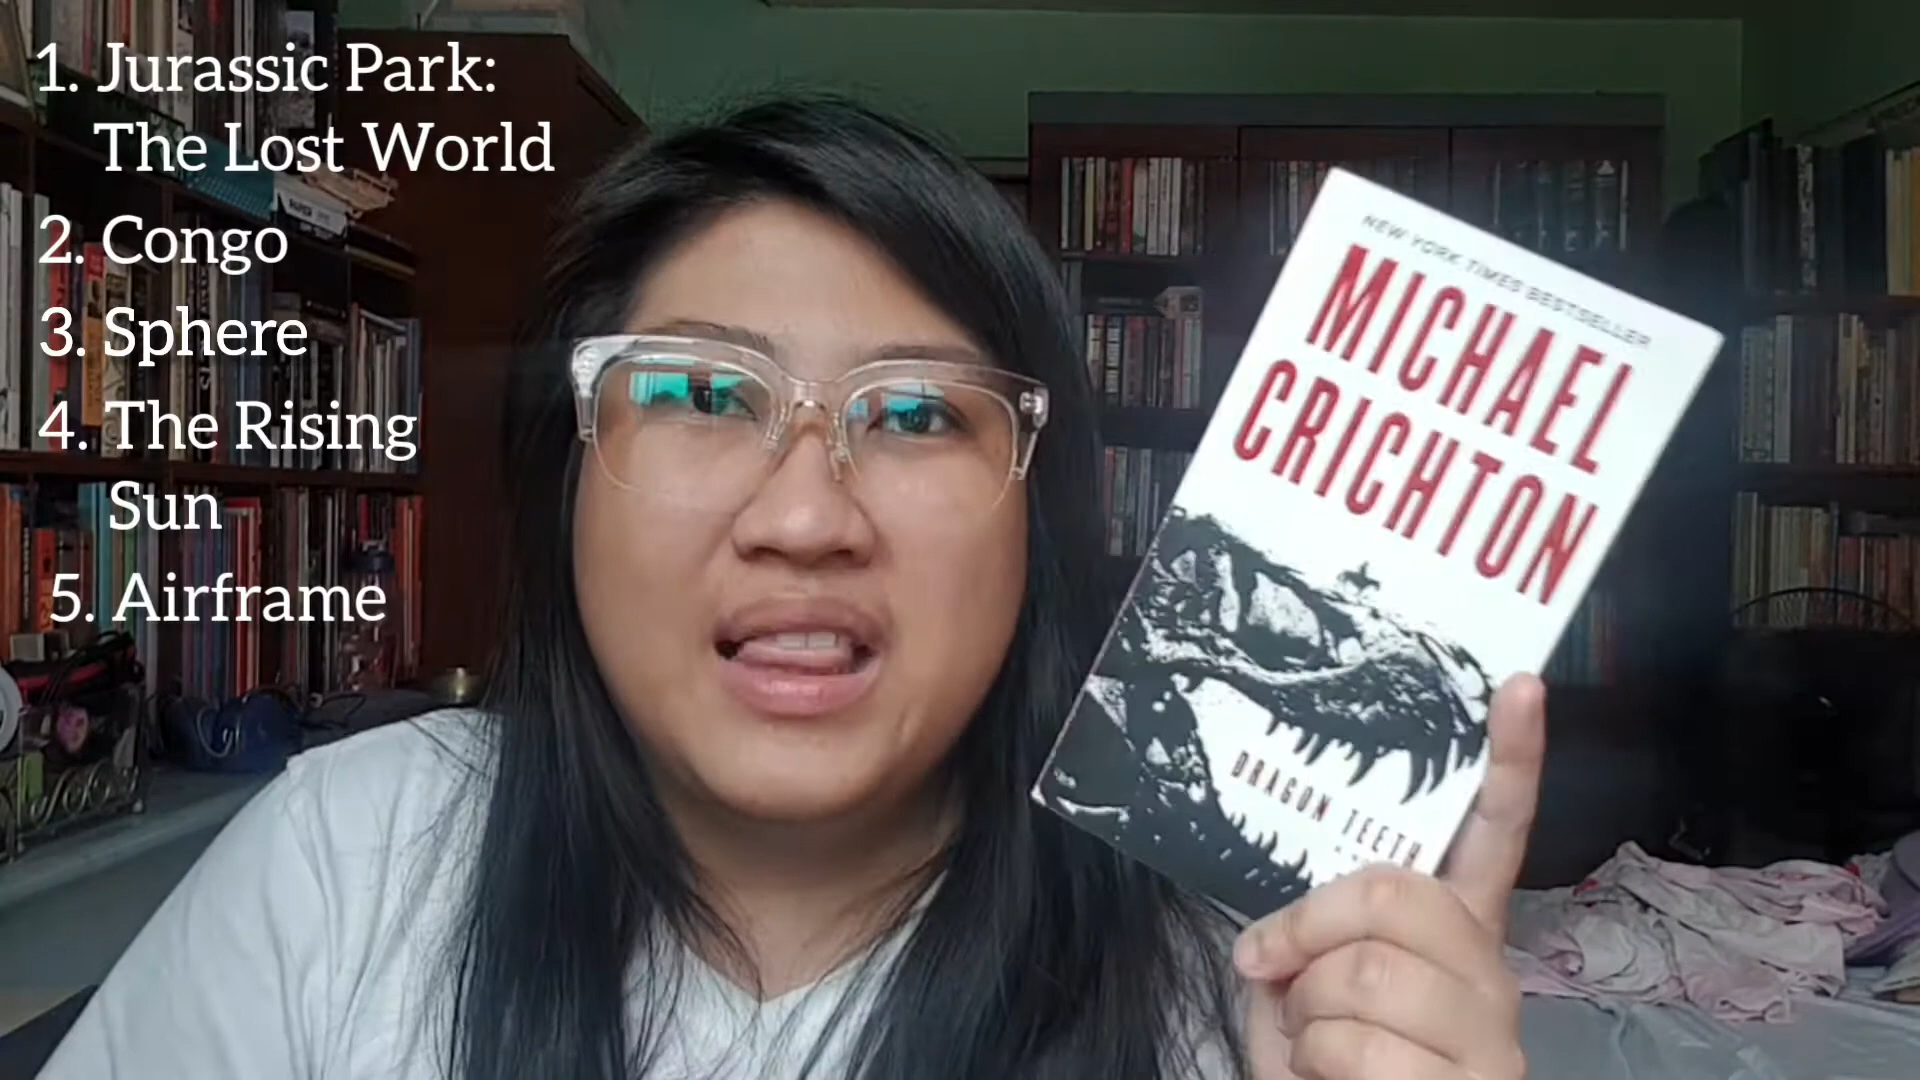 1. Jurassic Park:
The Lost World
2. Congo
3. Sphere
4. The Rising
Sun
5. Airframe
NEW YORK TIMES BESTSELLER
MICHAEL
CRICHTON
DRAGON TEETH